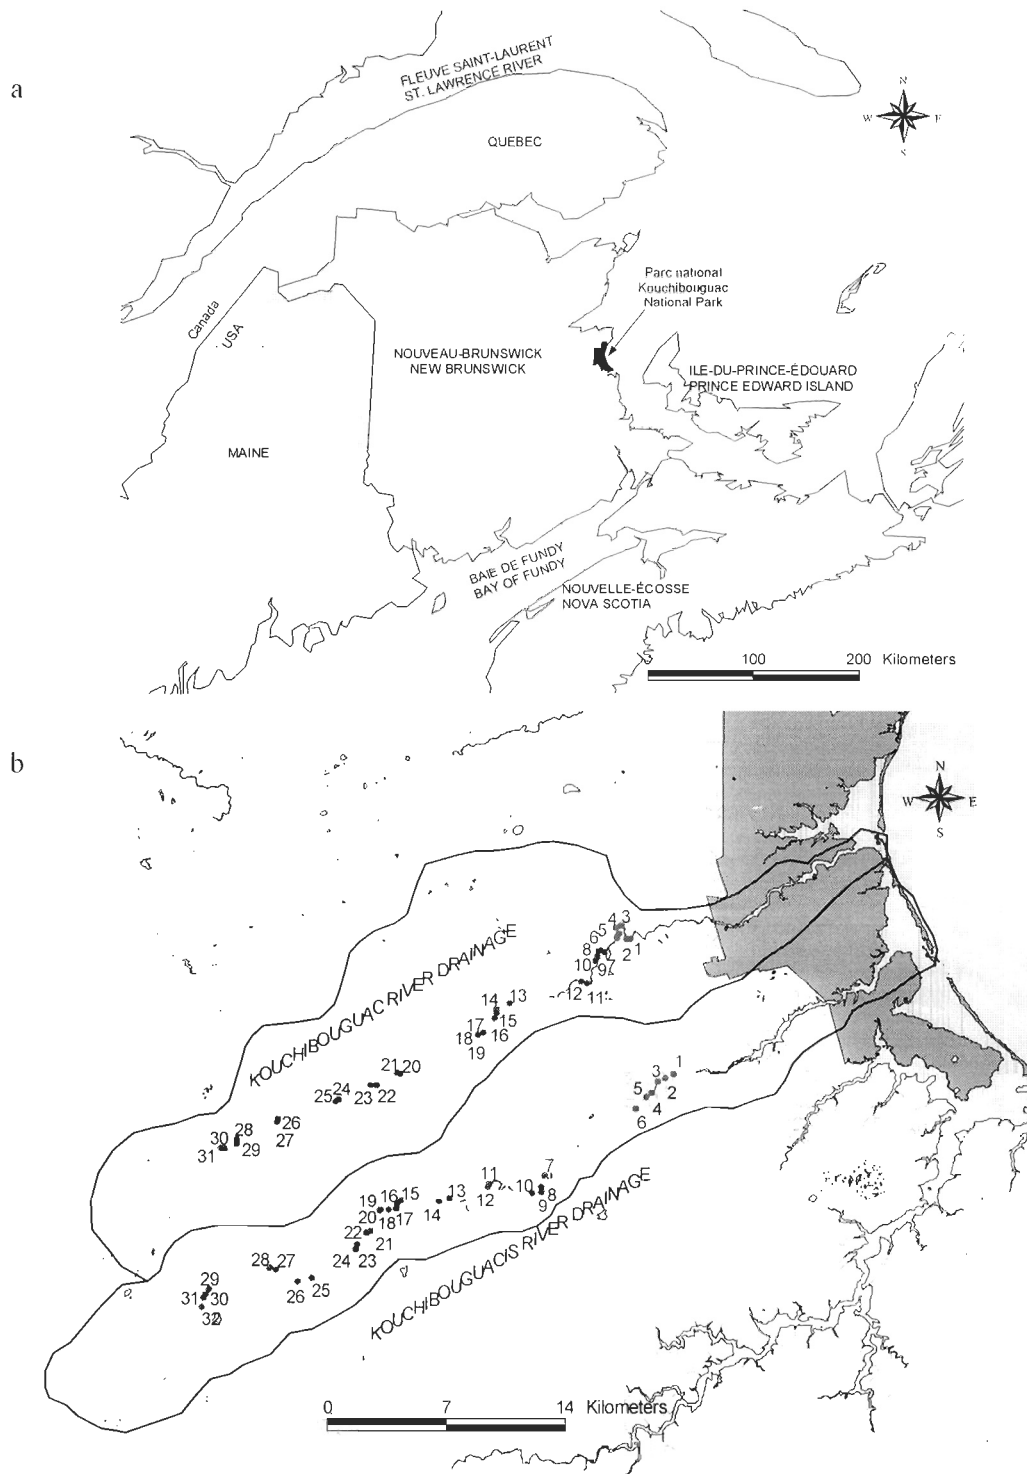 a
FLEUVE SAINT-LAURENT
ST. LAWRENCE RIVER
QUEBEC
N
W E
S
Parc national
Kouchibouguac
National Park
Canada
USA
NOUVEAU-BRUNSWICK
NEW BRUNSWICK
ILE-DU-PRINCE-ÉDOUARD
PRINCE EDWARD ISLAND
MAINE
BAIE DE FUNDY
BAY OF FUNDY
NOUVELLE-ÉCOSSE
NOVA SCOTIA
100 200 Kilometers
b
N
W E
S
KOUCHIBOUGUAC RIVER DRAINAGE
4 3
6 5
2 1
8
10 9 7
12 11
14 13
15
17
18 16
19
21 20
24
25 23 22
26
28
30 27
31 29
1
3
5 2
4
6
7
11
10 8
12 9
16 15
19 13
14
20 18 17
22 21
24 23
28 27
25
26
29
31 30
32
KOUCHIBOUGUACIS RIVER DRAINAGE
0 7 14 Kilometers